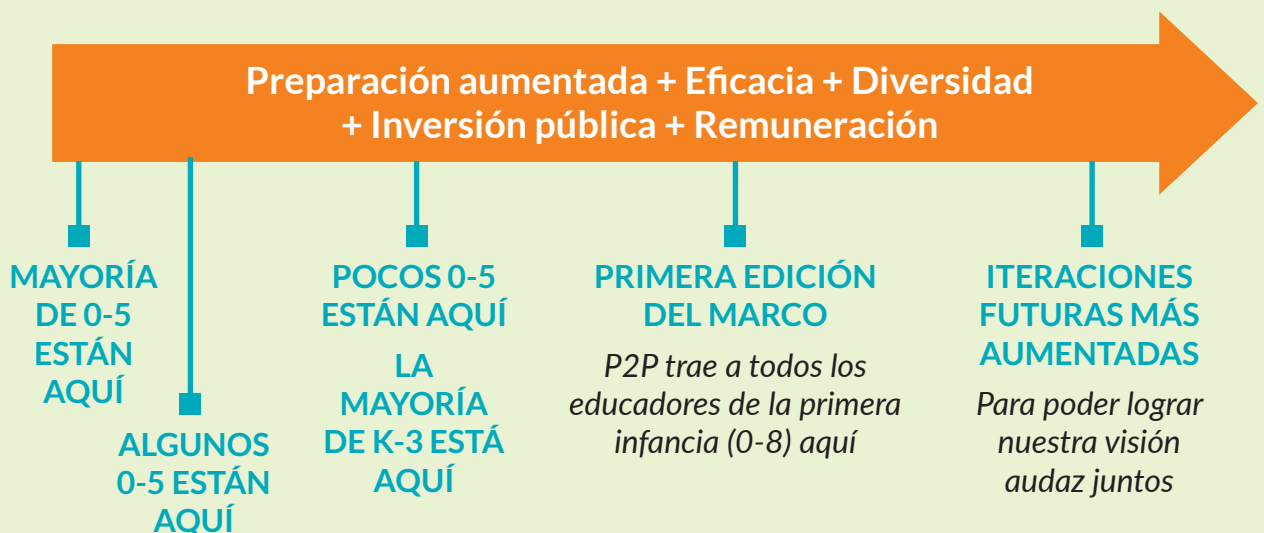 Preparación aumentada + Eficacia + Diversidad
+ Inversión pública + Remuneración
MAYORÍA
DE 0-5
ESTÁN
AQUÍ
ALGUNOS
0-5 ESTÁN
AQUÍ
POCOS 0-5
ESTÁN AQUÍ
LA
MAYORÍA
DE K-3 ESTÁ
AQUÍ
PRIMERA EDICIÓN
DEL MARCO
P2P trae a todos los
educadores de la primera
infancia (0-8) aquí
ITERACIONES
FUTURAS MÁS
AUMENTADAS
Para poder lograr
nuestra visión
audaz juntos